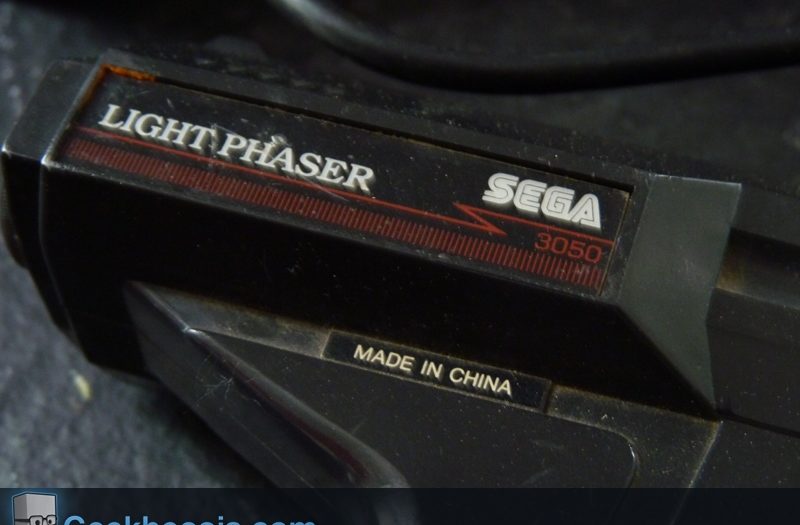 LIGHT PHASER
SEGA
3050
MADE IN CHINA